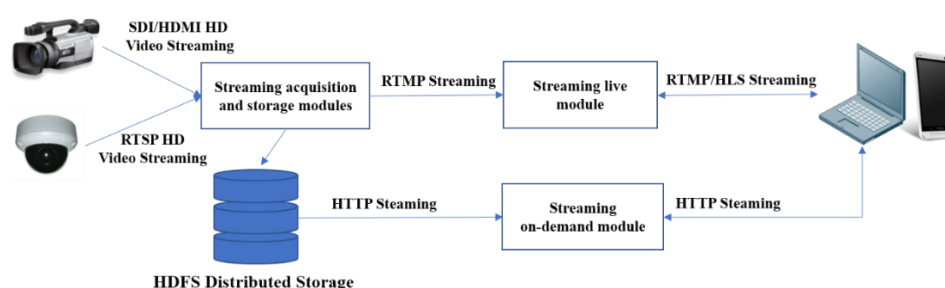 SDI/HDMI HD
Video Streaming
Streaming acquisition
and storage modules
RTMP Streaming
Streaming live
module
RTMP/HLS Streaming
RTSP HD
Video Streaming
HTTP Steaming
Streaming
on-demand module
HTTP Steaming
HDFS Distributed Storage